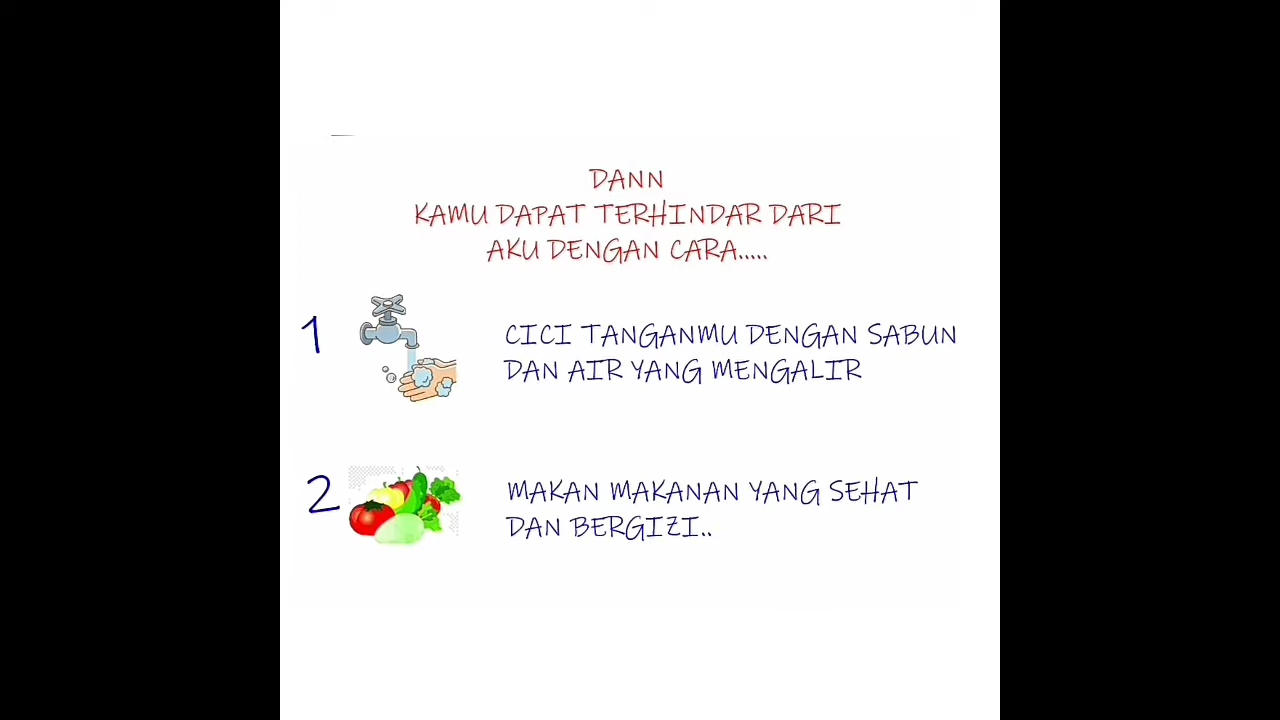 DANN
KAMU DAPAT TERHINDAR DARI
AKU DENGAN CARA.....
1
CICI TANGANMU DENGAN SABUN
DAN AIR YANG MENGALIR
2
MAKAN MAKANAN YANG SEHAT
DAN BERGIZI..